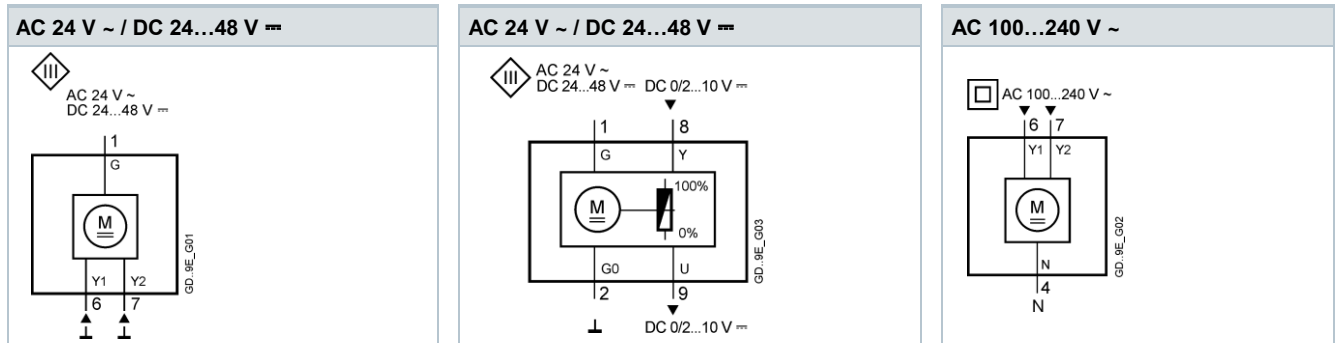 AC 24 V ~ / DC 24…48 V ⎓
III
AC 24 V ~
DC 24...48 V ⎓
1
G
M
Y1 Y2
6 7
GD..9E_G01
AC 24 V ~ / DC 24…48 V ⎓
III
AC 24 V ~
DC 24...48 V ⎓ DC 0/2...10 V ⎓
1 8
G Y
100%
M
0%
G0 U
2 9
DC 0/2...10 V ⎓
GD..9E_G03
AC 100…240 V ~
AC 100...240 V ~
6 7
Y1 Y2
M
N
4
N
GD..9E_G02